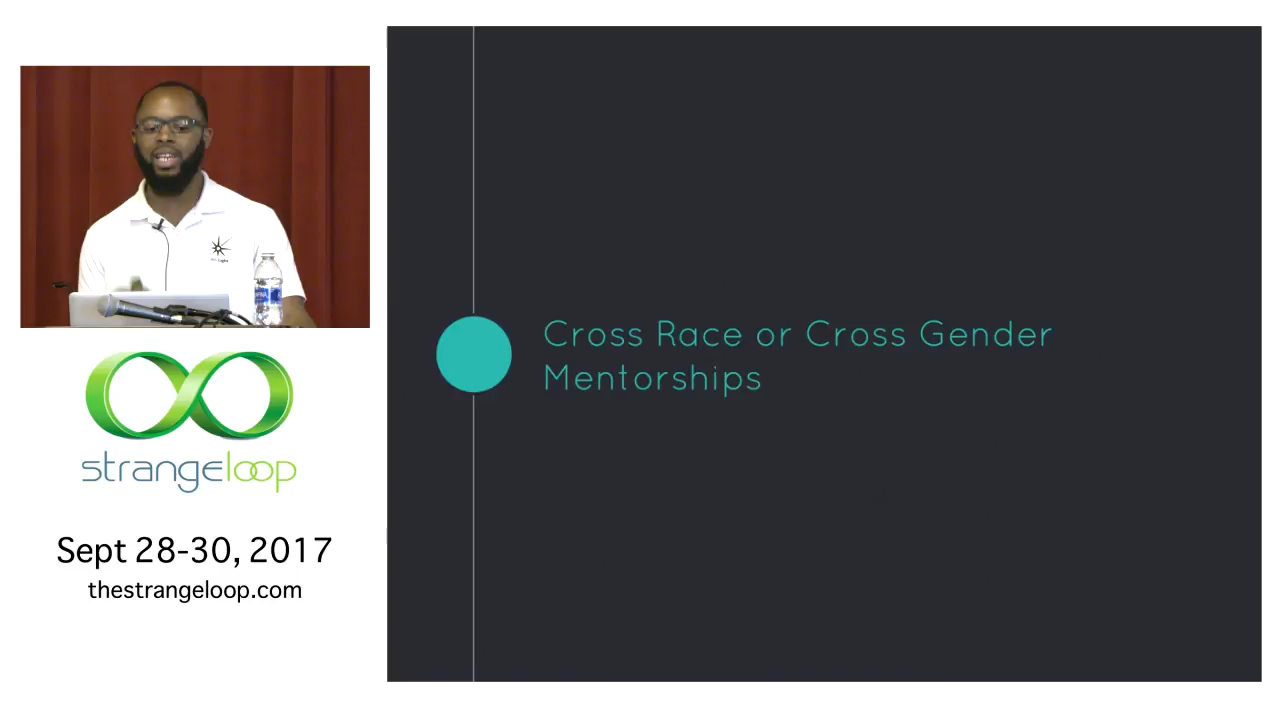 Cross Race or Cross Gender
Mentorships
strangeloop
Sept 28-30, 2017
thestrangeloop.com